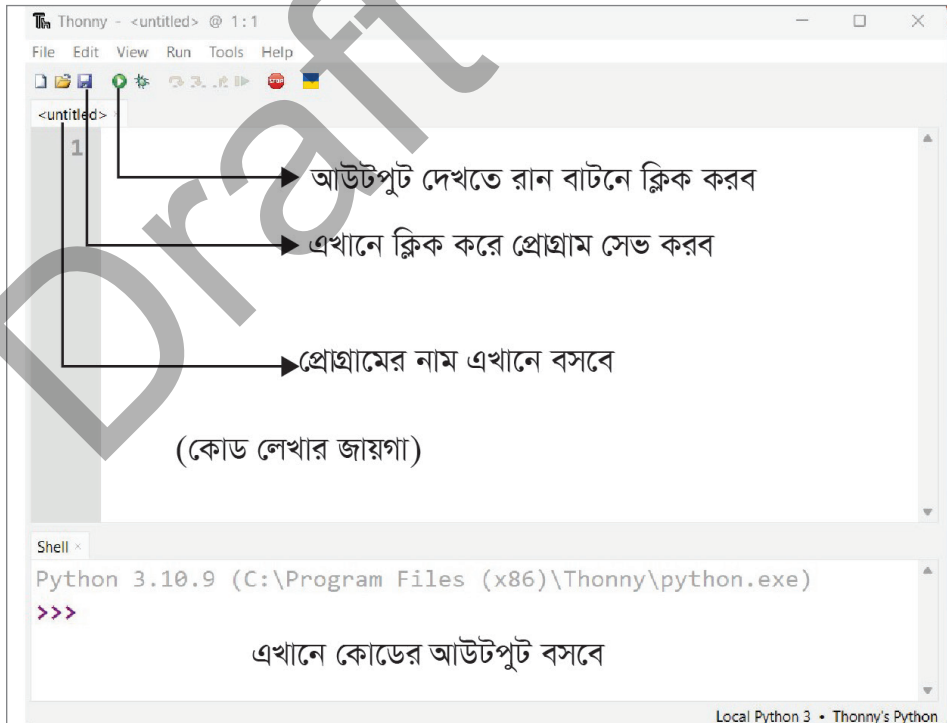 Thonny - <untitled> @ 1:1
File Edit View Run Tools Help
STOP
<untitled> ×
1
আউটপুট দেখতে রান বাটনে ক্লিক করব
এখানে ক্লিক করে প্রোগ্রাম সেভ করব
প্রোগ্রামের নাম এখানে বসবে
(কোড লেখার জায়গা)
Draft
Shell ×
Python 3.10.9 (C:\Program Files (x86)\Thonny\python.exe)
>>>
এখানে কোডের আউটপুট বসবে
Local Python 3 • Thonny's Python